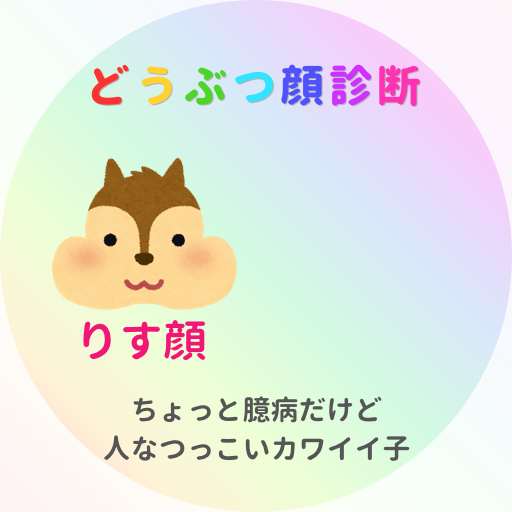 どうぶつ顔診断
りす顔
ちょっと臆病だけど
人なつっこいカワイイ子